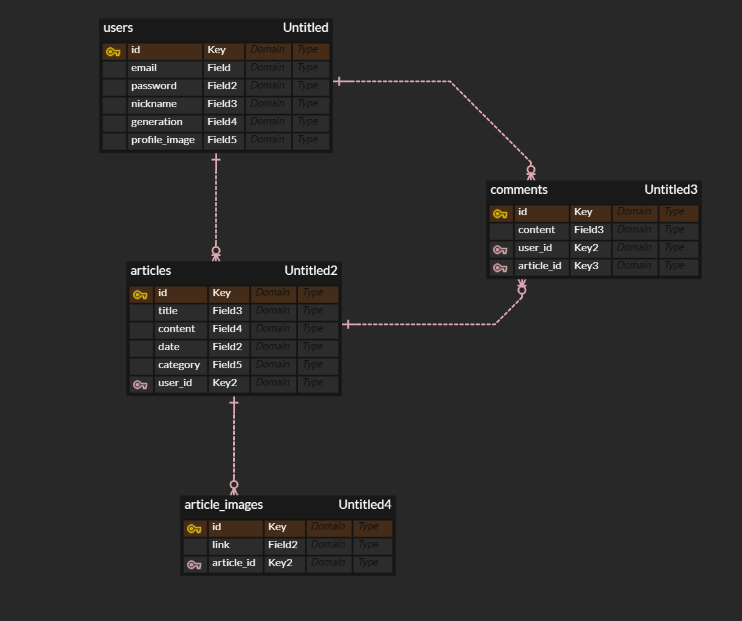 users Untitled
id Key Domain Type
email Field Domain Type
password Field2 Domain Type
nickname Field3 Domain Type
generation Field4 Domain Type
profile_image Field5 Domain Type
comments Untitled3
id Key Domain Type
content Field3 Domain Type
user_id Key2 Domain Type
article_id Key3 Domain Type
articles Untitled2
id Key Domain Type
title Field3 Domain Type
content Field4 Domain Type
date Field2 Domain Type
category Field5 Domain Type
user_id Key2 Domain Type
article_images Untitled4
id Key Domain Type
link Field2 Domain Type
article_id Key2 Domain Type